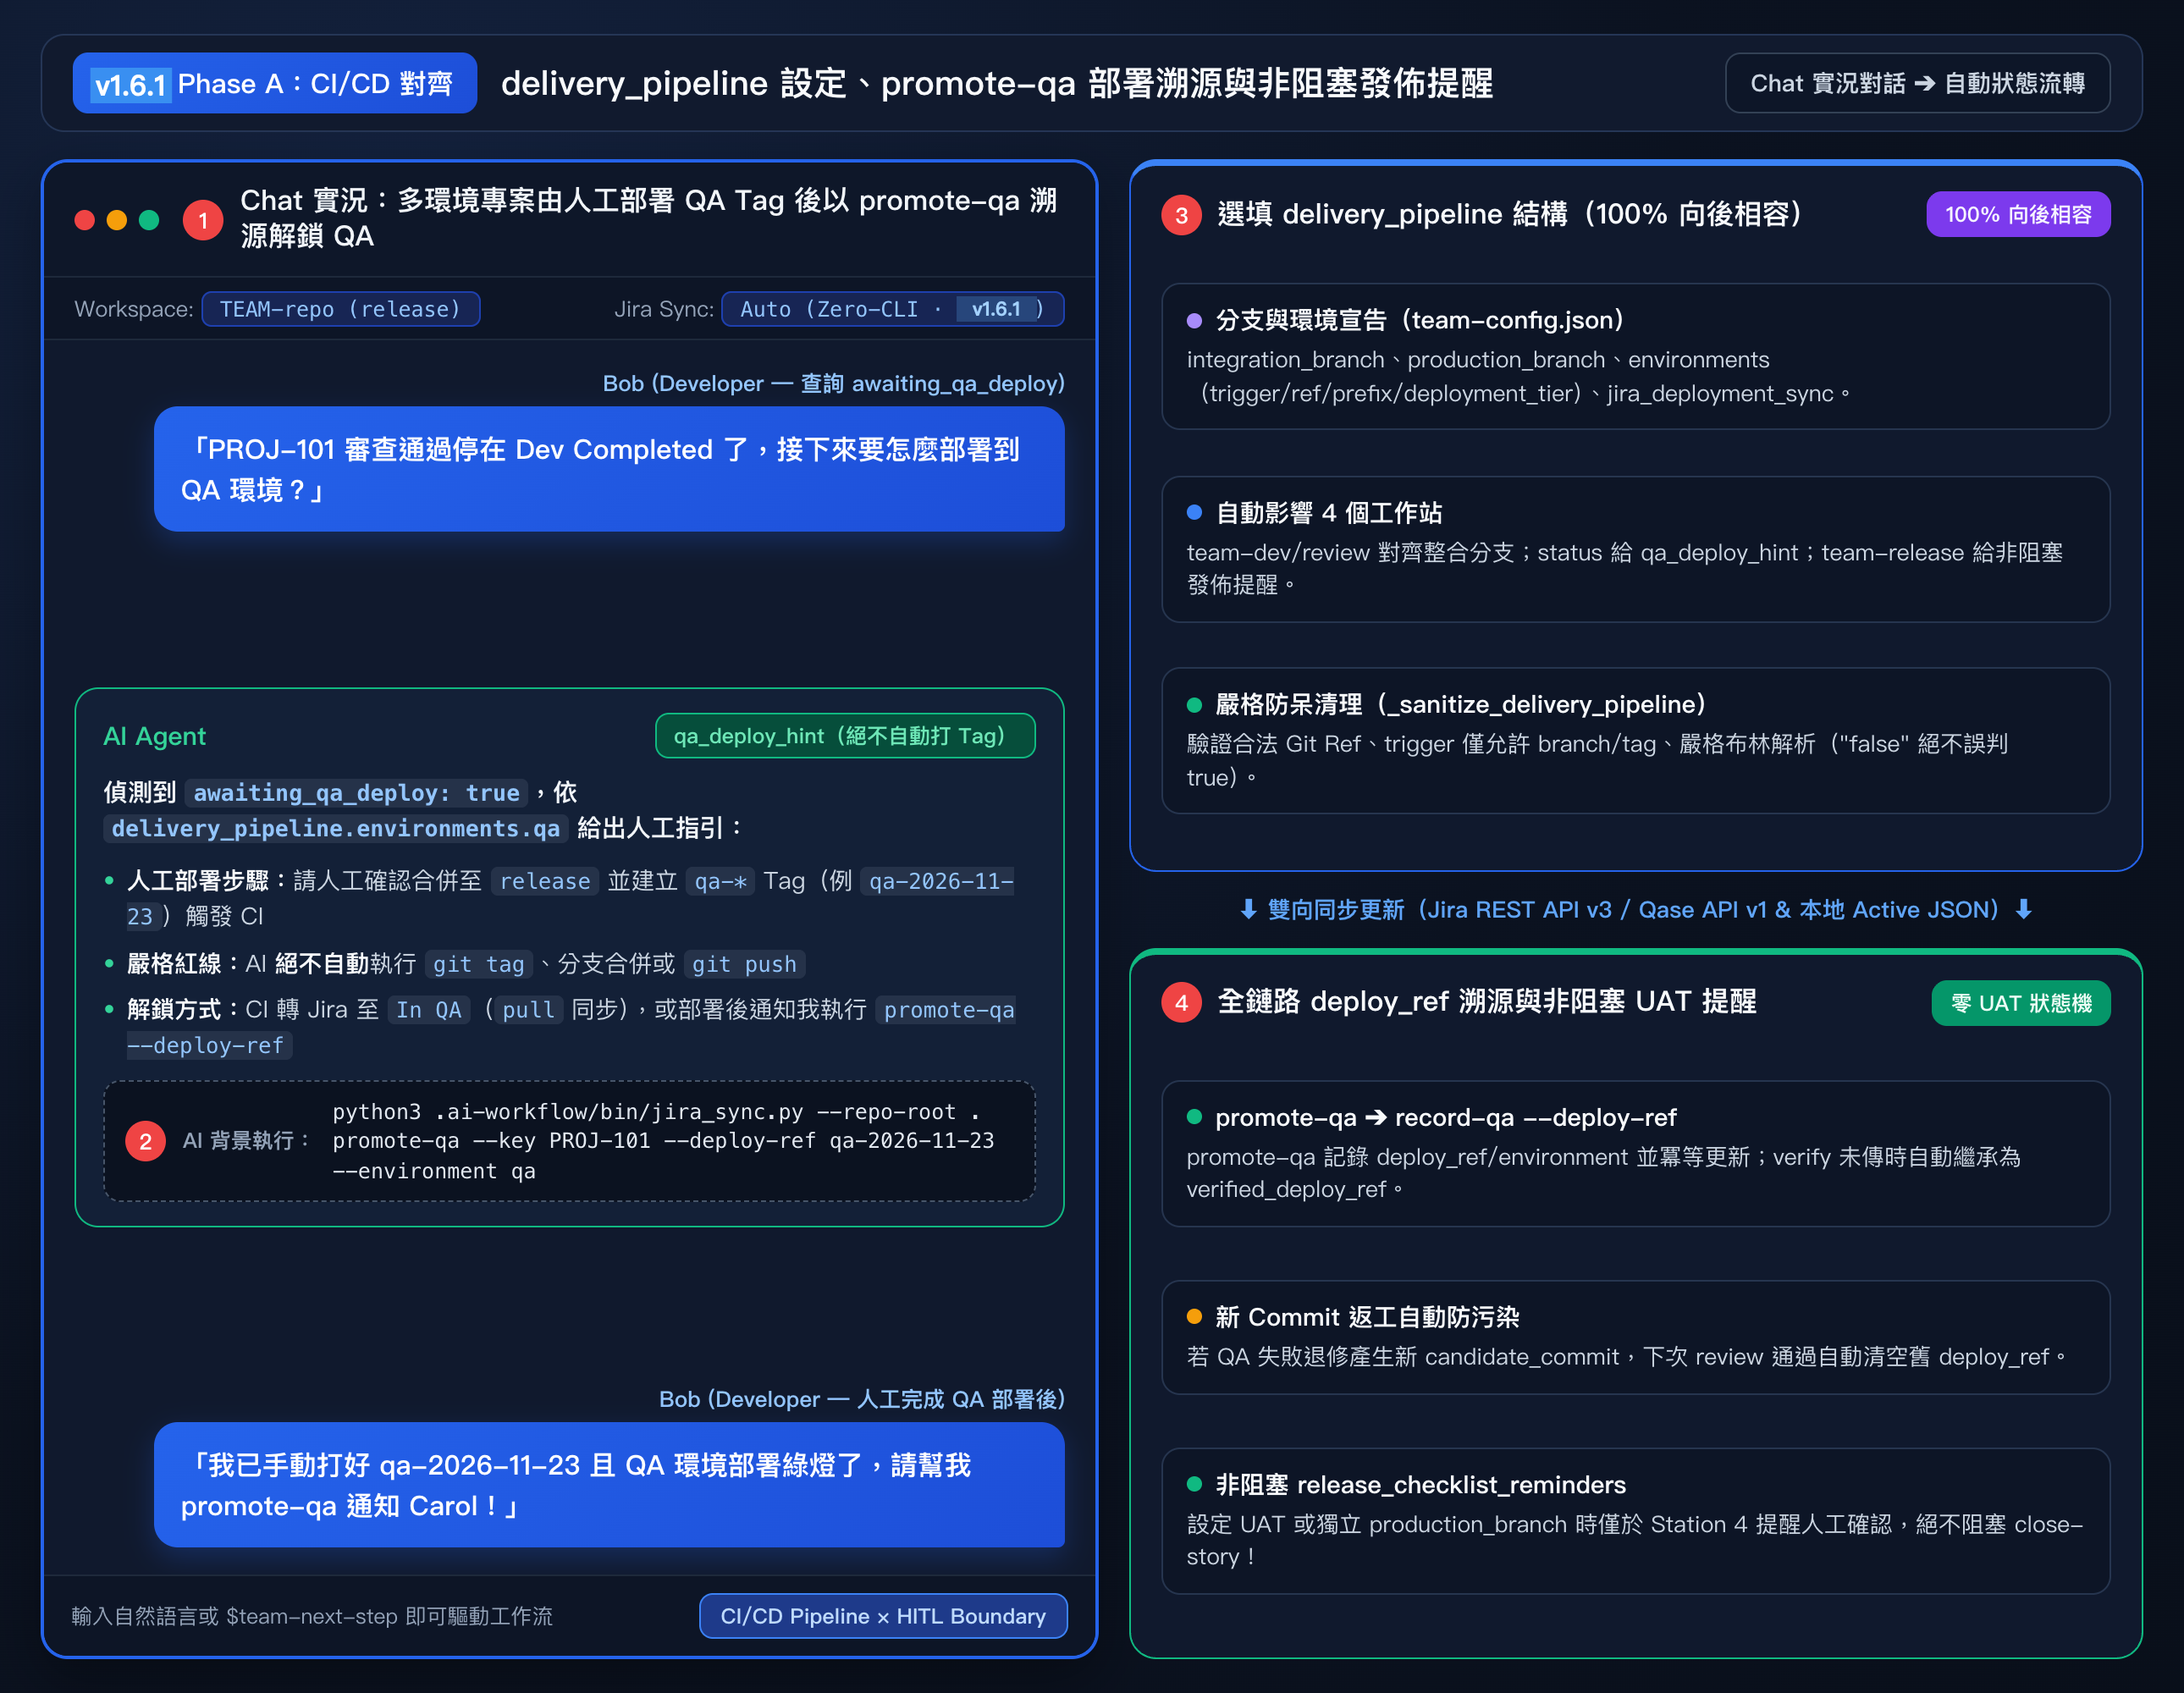 v1.6.1 Phase A：CI/CD 對齊
delivery_pipeline 設定、promote-qa 部署溯源與非阻塞發佈提醒
Chat 實況對話 ➔ 自動狀態流轉
1
Chat 實況：多環境專案由人工部署 QA Tag 後以 promote-qa 溯
源解鎖 QA
Workspace: TEAM-repo (release)
Jira Sync: Auto (Zero-CLI · v1.6.1 )
Bob (Developer — 查詢 awaiting_qa_deploy)
「PROJ-101 審查通過停在 Dev Completed 了，接下來要怎麼部署到
QA 環境？」
AI Agent
qa_deploy_hint（絕不自動打 Tag）
偵測到 awaiting_qa_deploy: true ，依
delivery_pipeline.environments.qa 給出人工指引：
• 人工部署步驟：請人工確認合併至 release 並建立 qa-* Tag（例 qa-2026-11-
23 ）觸發 CI
• 嚴格紅線：AI 絕不自動執行 git tag 、分支合併或 git push
• 解鎖方式：CI 轉 Jira 至 In QA （ pull 同步），或部署後通知我執行 promote-qa
--deploy-ref
2
AI 背景執行：
python3 .ai-workflow/bin/jira_sync.py --repo-root .
promote-qa --key PROJ-101 --deploy-ref qa-2026-11-23
--environment qa
Bob (Developer — 人工完成 QA 部署後)
「我已手動打好 qa-2026-11-23 且 QA 環境部署綠燈了，請幫我
promote-qa 通知 Carol！」
輸入自然語言或 $team-next-step 即可驅動工作流
CI/CD Pipeline × HITL Boundary
3
選填 delivery_pipeline 結構（100% 向後相容）
100% 向後相容
分支與環境宣告（team-config.json）
integration_branch、production_branch、environments
（trigger/ref/prefix/deployment_tier）、jira_deployment_sync。
自動影響 4 個工作站
team-dev/review 對齊整合分支；status 給 qa_deploy_hint；team-release 給非阻塞
發佈提醒。
嚴格防呆清理（_sanitize_delivery_pipeline）
驗證合法 Git Ref、trigger 僅允許 branch/tag、嚴格布林解析（"false" 絕不誤判
true）。
⬇ 雙向同步更新（Jira REST API v3 / Qase API v1 & 本地 Active JSON）⬇
4
全鏈路 deploy_ref 溯源與非阻塞 UAT 提醒
零 UAT 狀態機
promote-qa ➔ record-qa --deploy-ref
promote-qa 記錄 deploy_ref/environment 並冪等更新；verify 未傳時自動繼承為
verified_deploy_ref。
新 Commit 返工自動防污染
若 QA 失敗退修產生新 candidate_commit，下次 review 通過自動清空舊 deploy_ref。
非阻塞 release_checklist_reminders
設定 UAT 或獨立 production_branch 時僅於 Station 4 提醒人工確認，絕不阻塞 close-
story！